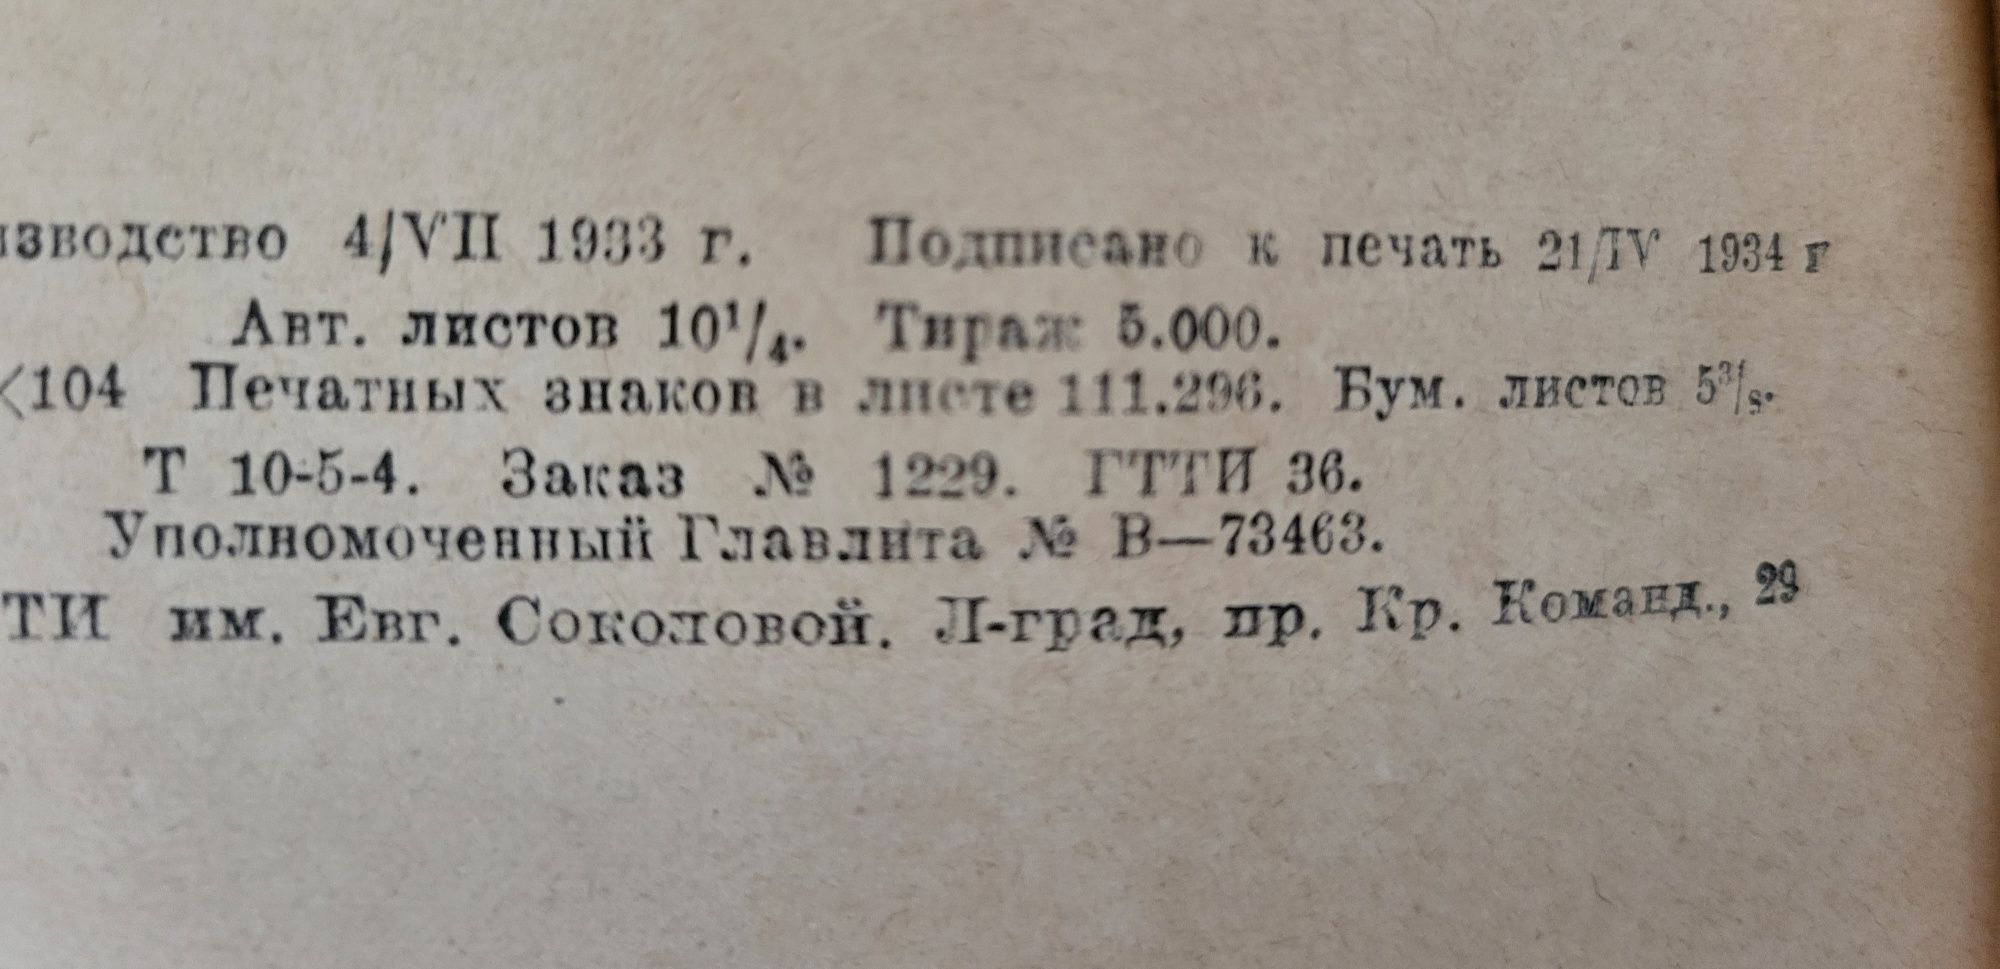 изводство 4/VII 1933 г. Подписано к печать 21/IV 1934 г
Авт. листов 10¹/₄. Тираж 5.000.
×104 Печатных знаков в листе 111.296. Бум. листов 5³/₈.
Т 10-5-4. Заказ № 1229. ГТТИ 36.
Уполномоченный Главлита № В—73463.
ТИ им. Евг. Соколовой. Л-град, пр. Кр. Команд., 29